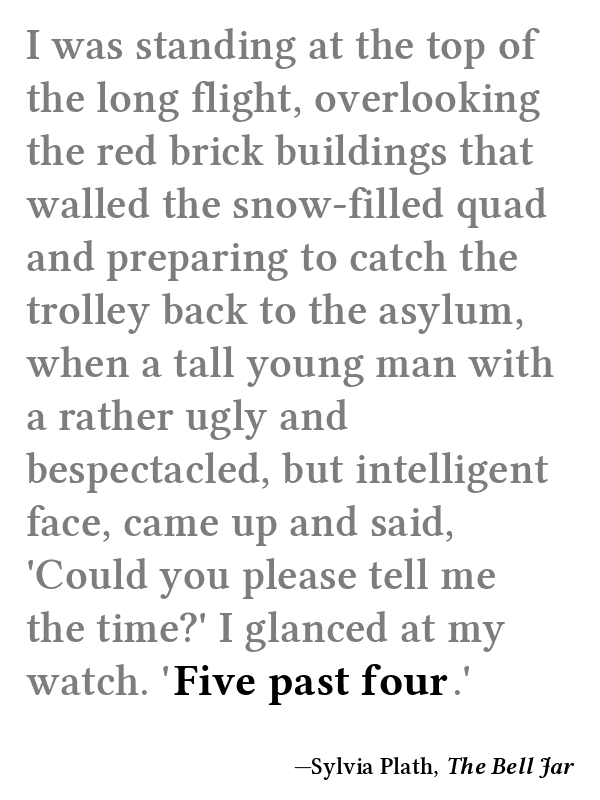 I was standing at the top of
the long flight, overlooking
the red brick buildings that
walled the snow-filled quad
and preparing to catch the
trolley back to the asylum,
when a tall young man with
a rather ugly and
bespectacled, but intelligent
face, came up and said,
'Could you please tell me
the time?' I glanced at my
watch. 'Five past four.'
—Sylvia Plath, The Bell Jar